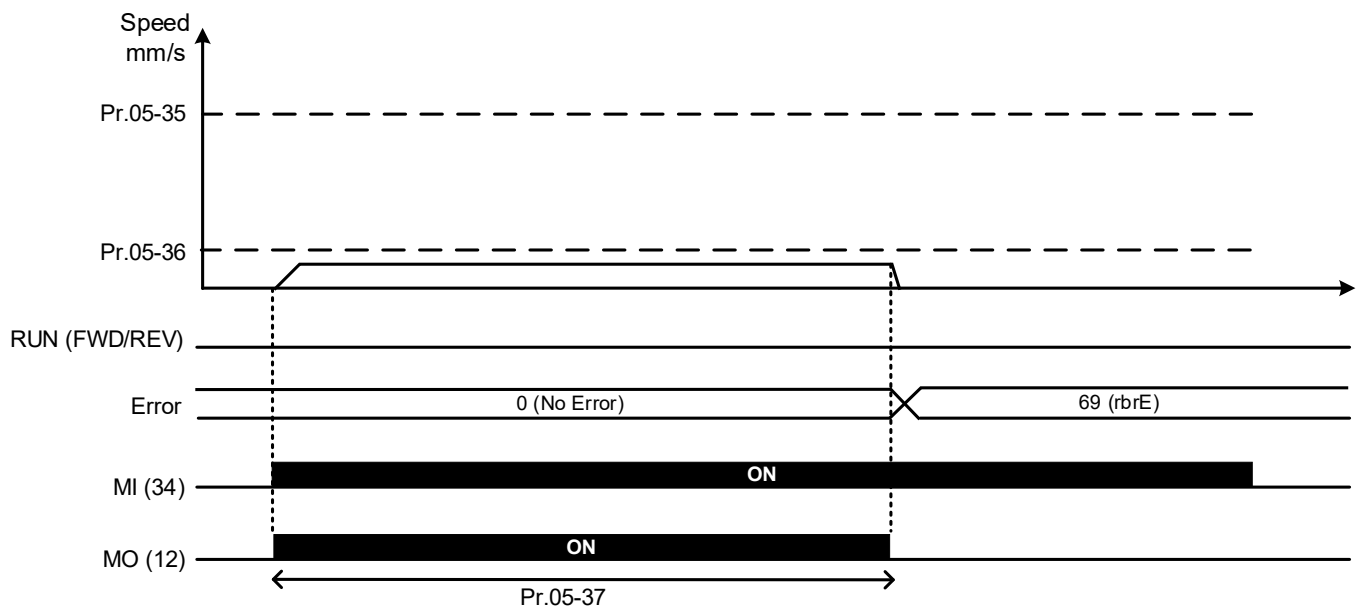 Speed
mm/s
Pr.05-35
Pr.05-36
RUN (FWD/REV)
Error
0 (No Error)
69 (rbrE)
MI (34)
ON
MO (12)
ON
Pr.05-37